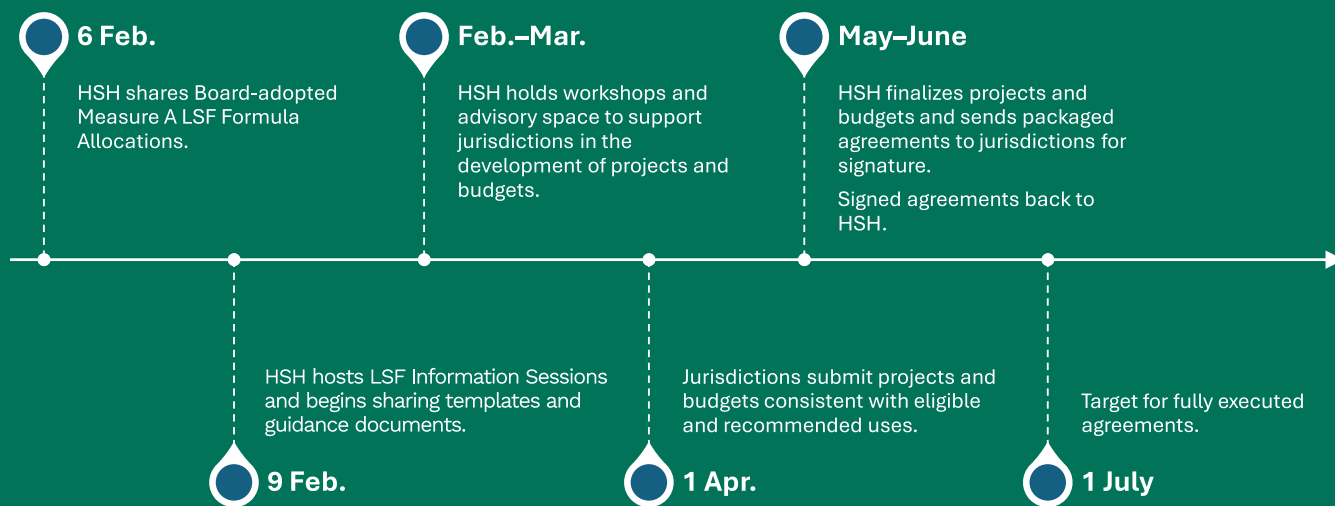 6 Feb.
HSH shares Board-adopted
Measure A LSF Formula
Allocations.
Feb.–Mar.
HSH holds workshops and
advisory space to support
jurisdictions in the
development of projects and
budgets.
May–June
HSH finalizes projects and
budgets and sends packaged
agreements to jurisdictions for
signature.
Signed agreements back to
HSH.
HSH hosts LSF Information Sessions
and begins sharing templates and
guidance documents.
9 Feb.
Jurisdictions submit projects and
budgets consistent with eligible
and recommended uses.
1 Apr.
Target for fully executed
agreements.
1 July